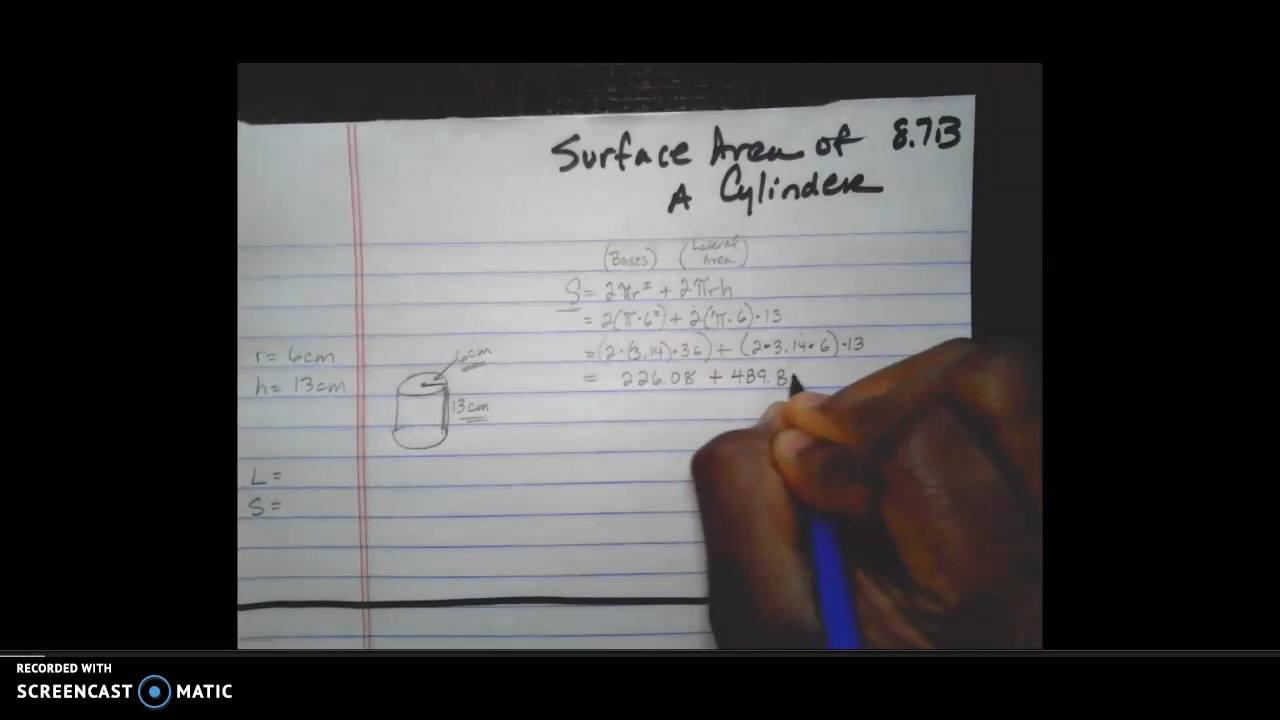 Surface Area of 8.7B
A Cylinder
(Bases) (Lateral Area)
S = 2πr² + 2πrh
= 2(π·6²) + 2(π·6)·13
= (2·(3.14)·36) + (2·3.14·6)·13
= 226.08 + 489.8
r = 6cm
h = 13cm
6cm
13cm
L =
S =
RECORDED WITH
SCREENCAST MATIC